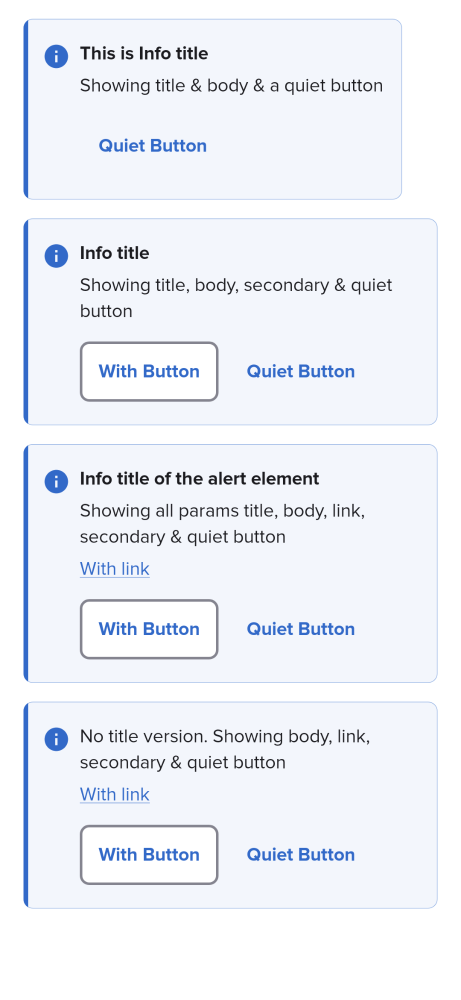 This is Info title
Showing title & body & a quiet button
Quiet Button
Info title
Showing title, body, secondary & quiet
button
With Button Quiet Button
Info title of the alert element
Showing all params title, body, link,
secondary & quiet button
With link
With Button Quiet Button
No title version. Showing body, link,
secondary & quiet button
With link
With Button Quiet Button